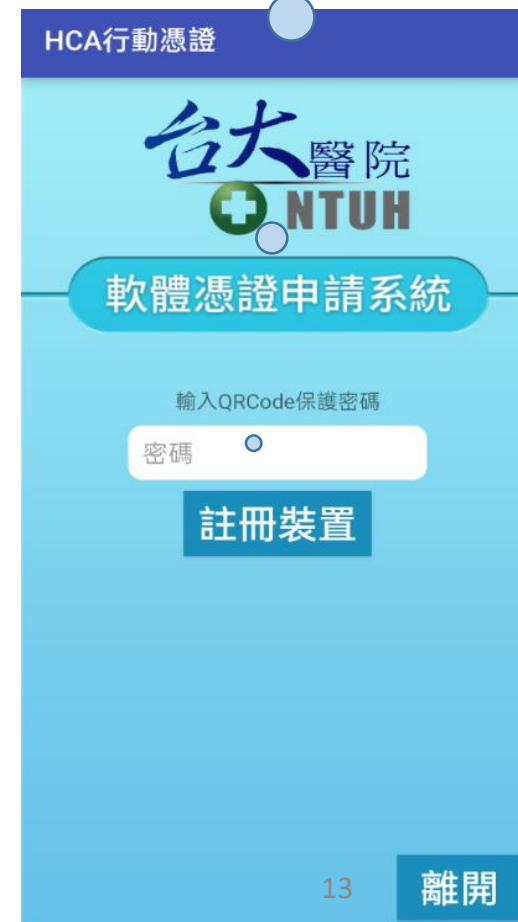 HCA行動憑證
台大醫院
NTUH
軟體憑證申請系統
輸入QRCode保護密碼
密碼
註冊裝置
13
離開